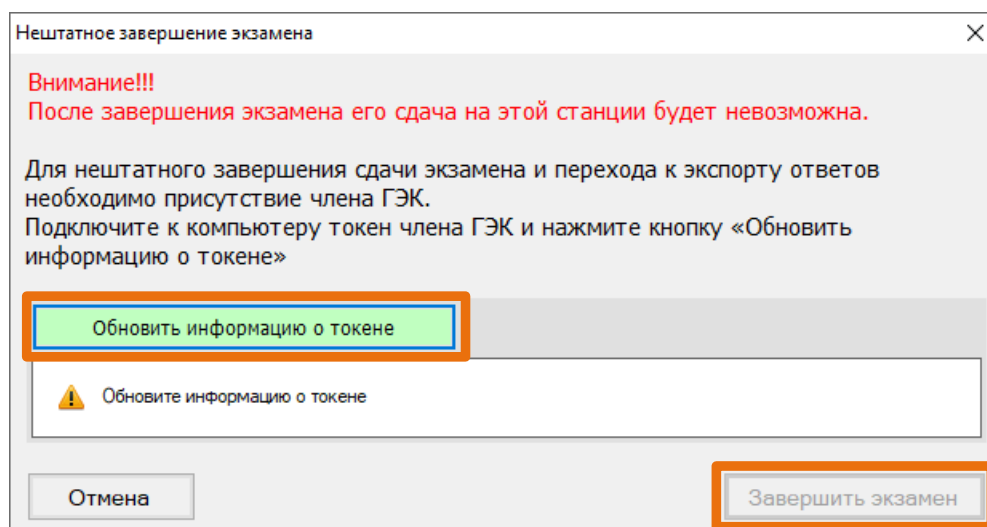 Нештатное завершение экзамена
Внимание!!!
После завершения экзамена его сдача на этой станции будет невозможна.
Для нештатного завершения сдачи экзамена и перехода к экспорту ответов
необходимо присутствие члена ГЭК.
Подключите к компьютеру токен члена ГЭК и нажмите кнопку «Обновить
информацию о токене»
Обновить информацию о токене
Обновите информацию о токене
Отмена
Завершить экзамен